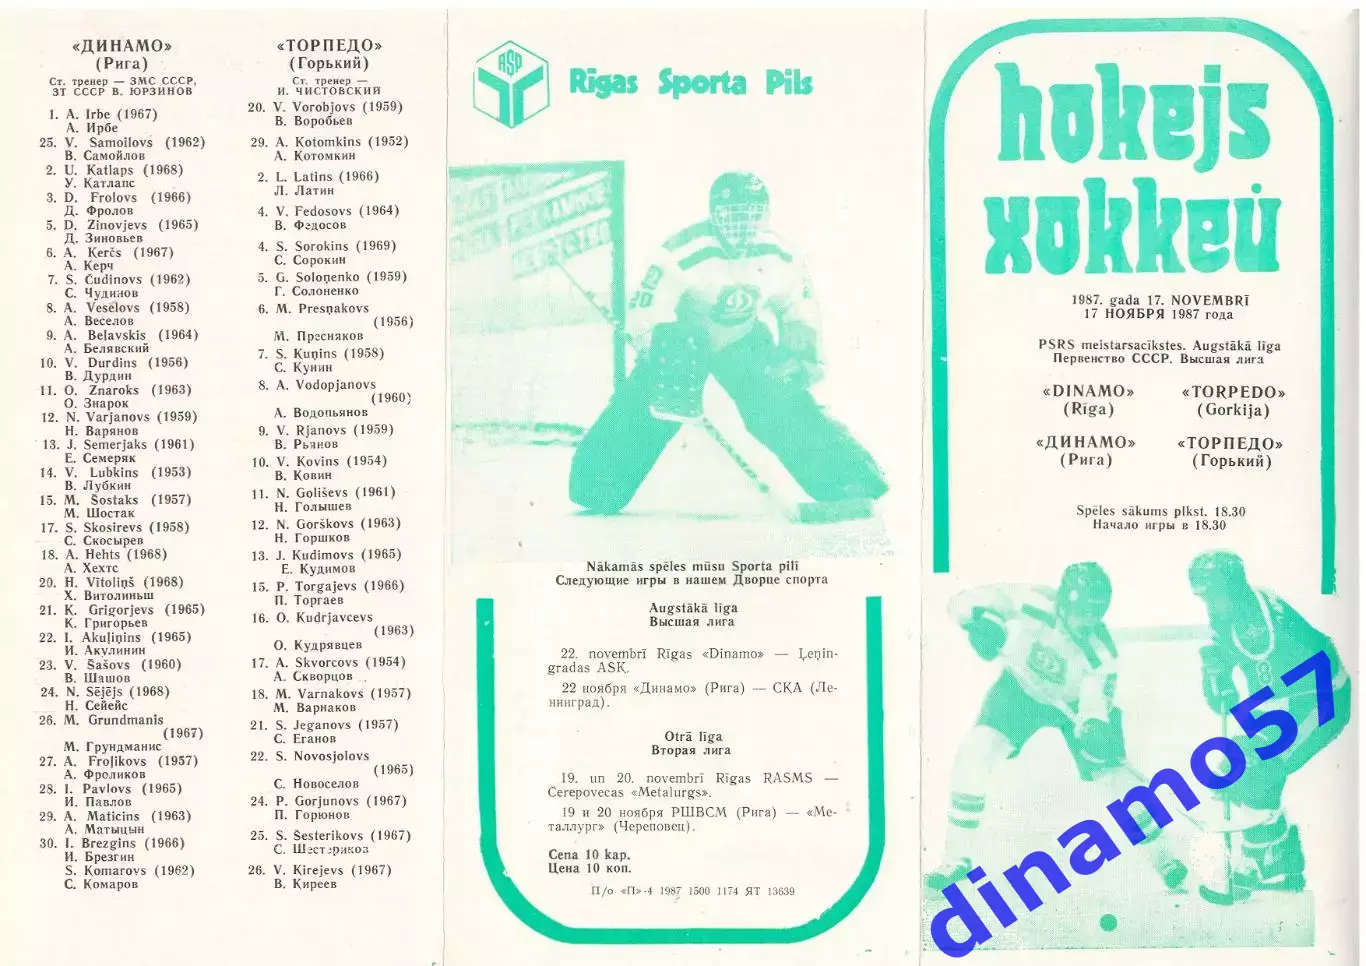 «ДИНАМО»
(Рига)
Ст. тренер — ЗМС СССР,
ЗТ СССР В. ЮРЗИНОВ
1. A. Irbe (1967)
А. Ирбе
25. V. Samoilovs (1962)
В. Самойлов
2. U. Katlaps (1968)
У. Катлапс
3. D. Frolovs (1966)
Д. Фролов
5. D. Zinovjevs (1965)
Д. Зиновьев
6. A. Kerčs (1967)
А. Керч
7. S. Čudinovs (1962)
С. Чудинов
8. A. Veselovs (1958)
А. Веселов
9. A. Belavskis (1964)
А. Белявский
10. V. Durdins (1956)
В. Дурдин
11. O. Znaroks (1963)
О. Знарок
12. N. Varjanovs (1959)
Н. Варянов
13. J. Semerjaks (1961)
Е. Семеряк
14. V. Lubkins (1953)
В. Лубкин
15. M. Šostaks (1957)
М. Шостак
17. S. Skosirevs (1958)
С. Скосырев
18. A. Hehts (1968)
А. Хехтс
20. H. Vitoliņš (1968)
Х. Витолиньш
21. K. Grigorjevs (1965)
К. Григорьев
22. I. Akuļiņins (1965)
И. Акулинин
23. V. Šašovs (1960)
В. Шашов
24. N. Sējējs (1968)
Н. Сейейс
26. M. Grundmanis
(1967)
М. Грундманис
27. A. Froļikovs (1957)
А. Фроликов
28. I. Pavlovs (1965)
И. Павлов
29. A. Maticins (1963)
А. Матыцын
30. I. Brezgins (1966)
И. Брезгин
S. Komarovs (1962)
С. Комаров
«ТОРПЕДО»
(Горький)
Ст. тренер —
И. ЧИСТОВСКИЙ
20. V. Vorobjovs (1959)
В. Воробьев
29. A. Kotomkins (1952)
А. Котомкин
2. L. Latins (1966)
Л. Латин
4. V. Fedosovs (1964)
В. Федосов
4. S. Sorokins (1969)
С. Сорокин
5. G. Soloņenko (1959)
Г. Солоненко
6. M. Presņakovs
(1956)
М. Пресняков
7. S. Kuņins (1958)
С. Кунин
8. A. Vodopjanovs
(1960)
А. Водопьянов
9. V. Rjanovs (1959)
В. Рьянов
10. V. Kovins (1954)
В. Ковин
11. N. Goliševs (1961)
Н. Голышев
12. N. Gorškovs (1963)
Н. Горшков
13. J. Kudimovs (1965)
Е. Кудимов
15. P. Torgajevs (1966)
П. Торгаев
16. O. Kudrjavcevs
(1963)
О. Кудрявцев
17. A. Skvorcovs (1954)
А. Скворцов
18. M. Varnakovs (1957)
М. Варнаков
21. S. Jeganovs (1957)
С. Еганов
22. S. Novosjolovs
(1965)
С. Новоселов
24. P. Gorjunovs (1967)
П. Горюнов
25. S. Šesterikovs (1967)
С. Шестериков
26. V. Kirejevs (1967)
В. Киреев
RSP
Rīgas Sporta Pils
Nākamās spēles mūsu Sporta pilī
Следующие игры в нашем Дворце спорта
Augstākā līga
Высшая лига
22. novembrī Rīgas «Dinamo» — Ļeņin-
gradas ASK.
22 ноября «Динамо» (Рига) — СКА (Ле-
нинград).
Otrā līga
Вторая лига
19. un 20. novembrī Rīgas RASMS —
Čerepovecas «Metalurgs».
19 и 20 ноября РШВСМ (Рига) — «Ме-
таллург» (Череповец).
Cena 10 kap.
Цена 10 коп.
П/о «П»-4 1987 1500 1174 ЯТ 13639
hokejs
хоккей
1987. gada 17. NOVEMBRĪ
17 НОЯБРЯ 1987 года
PSRS meistarsacīkstes. Augstākā līga
Первенство СССР. Высшая лига
«DINAMO» «TORPEDO»
(Rīga) (Gorkija)
«ДИНАМО» «ТОРПЕДО»
(Рига) (Горький)
Spēles sākums plkst. 18.30
Начало игры в 18.30
dinamo57